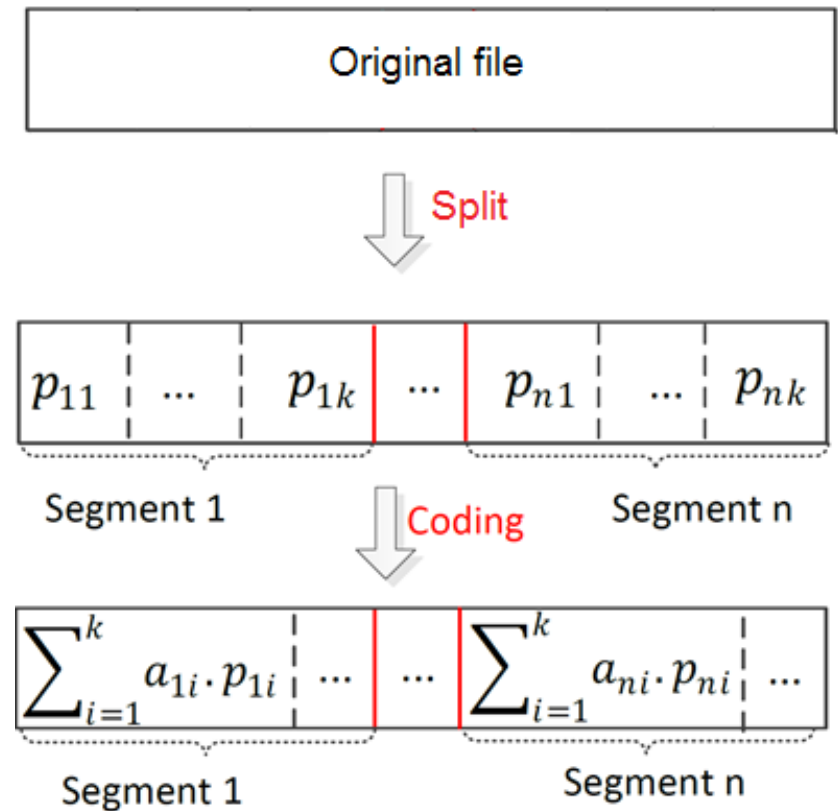 Original file
Split
p₁₁ ... p₁ₖ ... pₙ₁ ... pₙₖ
Segment 1 Segment n
Coding
∑ᵢ₌₁ᵏ a₁ᵢ. p₁ᵢ ... ... ∑ᵢ₌₁ᵏ aₙᵢ. pₙᵢ ...
Segment 1 Segment n